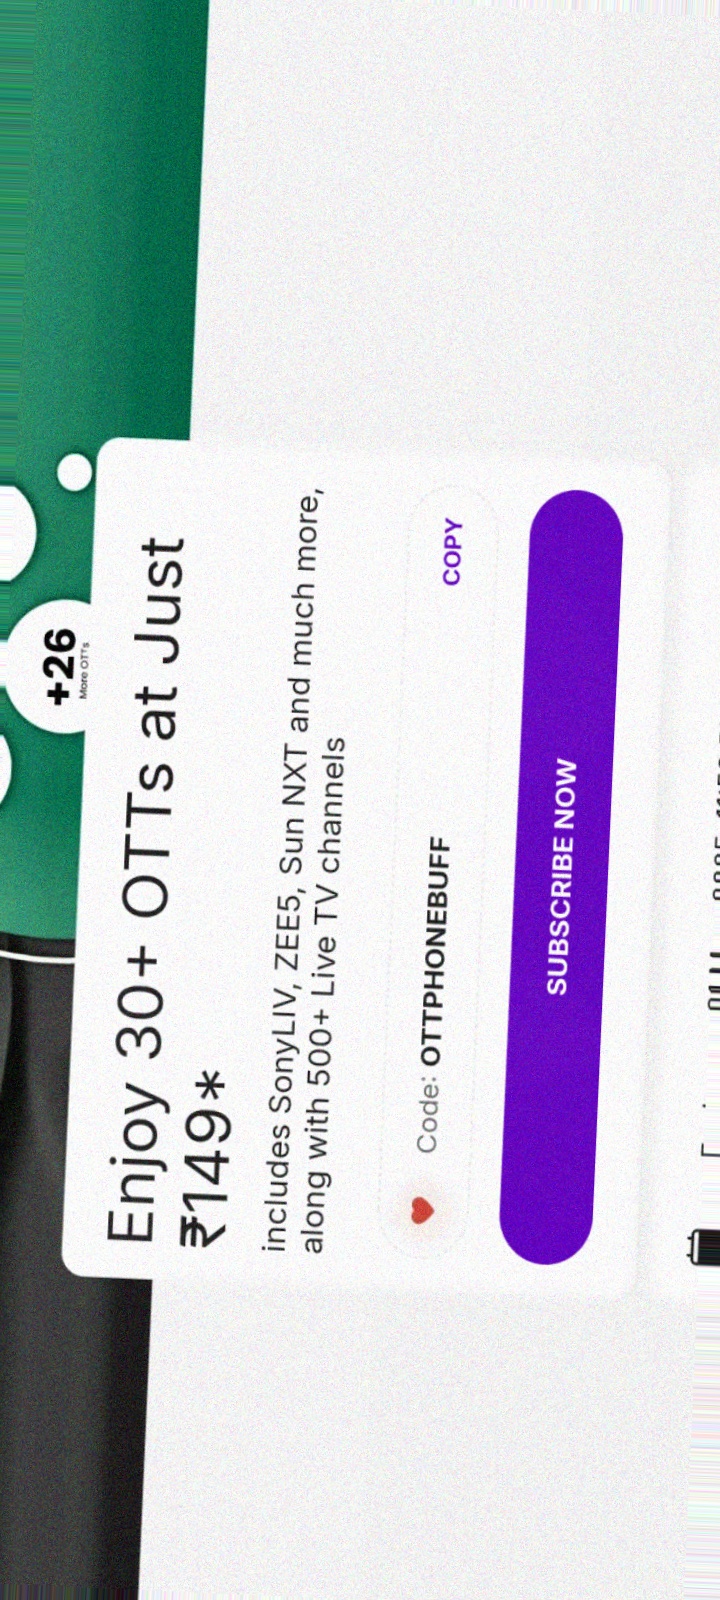 +26
More OTTs
Enjoy 30+ OTTs at Just
₹149*
includes SonyLIV, ZEE5, Sun NXT and much more,
along with 500+ Live TV channels
Code: OTTPHONEBUFF
COPY
SUBSCRIBE NOW